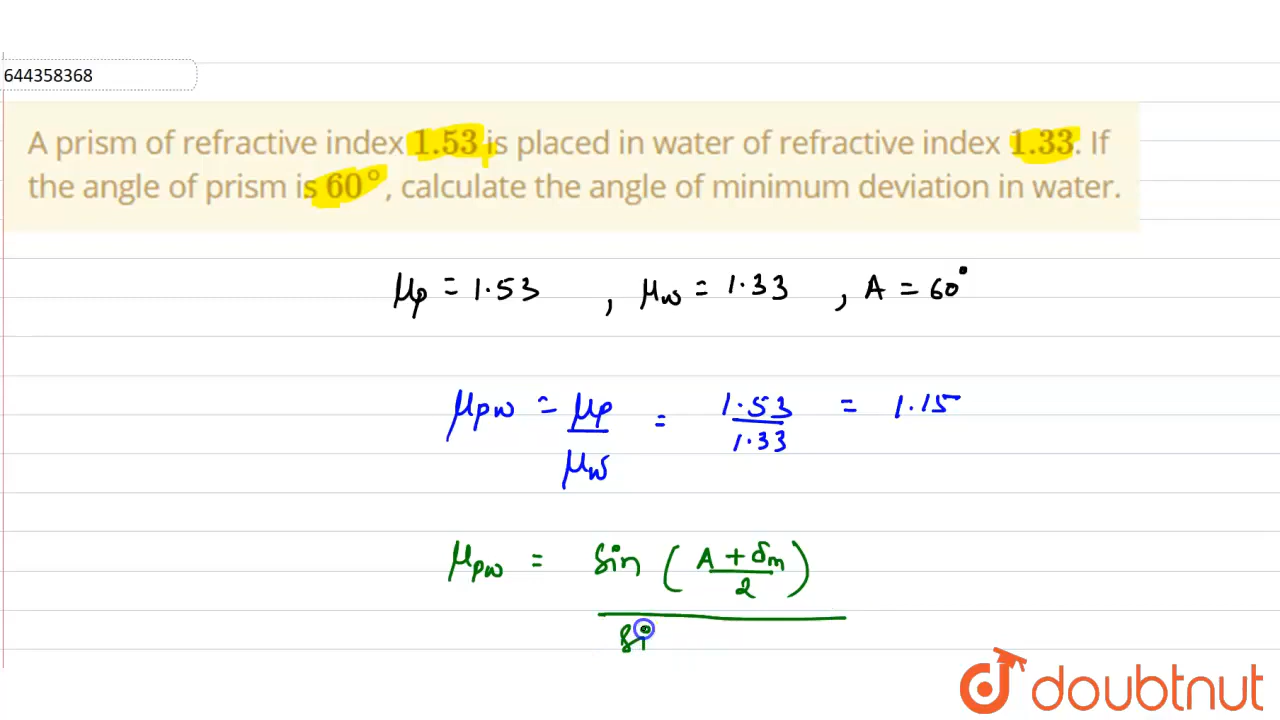 644358368
A prism of refractive index 1.53 is placed in water of refractive index 1.33. If
the angle of prism is 60°, calculate the angle of minimum deviation in water.
μp = 1.53 , μw = 1.33 , A = 60°
μpw = μp/μw = 1.53/1.33 = 1.15
μpw = sin (A + δm / 2)
si
doubtnut